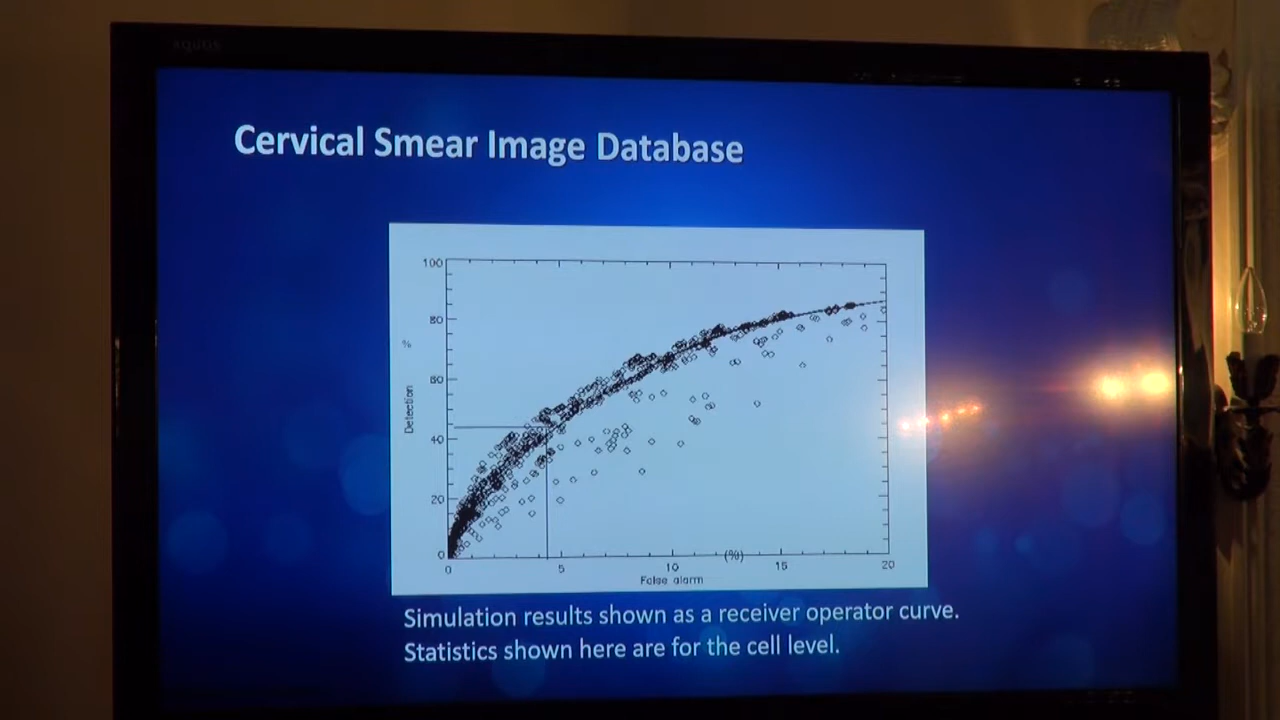 AQUOS
Cervical Smear Image Database
100
80
%
60
Detection
40
20
0
0 5 10 (%) 15 20
False alarm
Simulation results shown as a receiver operator curve.
Statistics shown here are for the cell level.